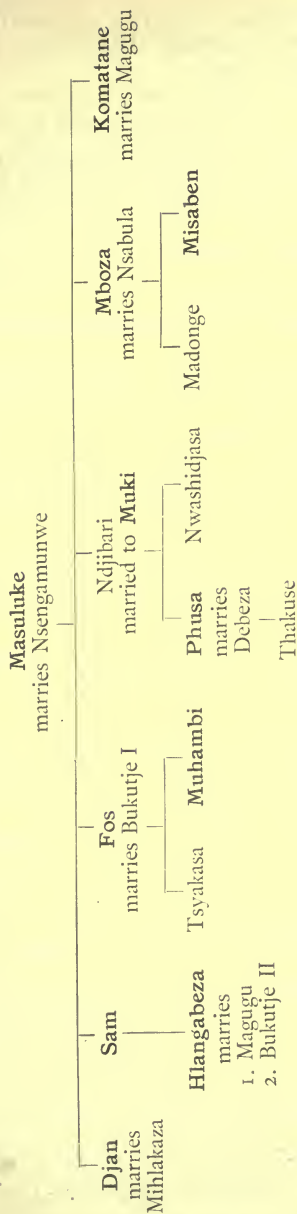 Masuluke
marries Nsengamunwe
Djan
marries
Mihlakaza
Sam
Fos
marries Bukutje I
Ndjibari
married to Muki
Mboza
marries Nsabula
Komatane
marries Magugu
Hlangabeza
marries
1. Magugu
2. Bukutje II
Tsyakasa
Muhambi
Phusa
marries
Debeza
Thakuse
Nwashidjasa
Madonge
Misaben